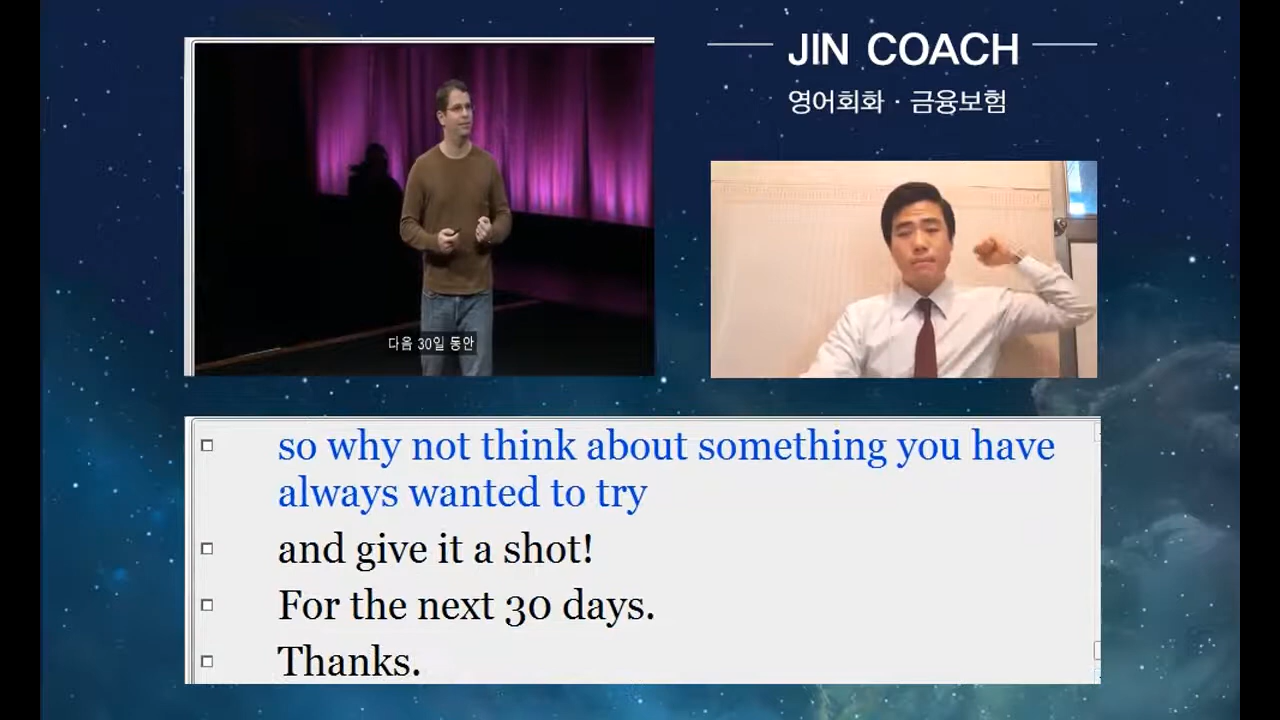 JIN COACH
영어회화 · 금융보험
다음 30일 동안
so why not think about something you have
always wanted to try
and give it a shot!
For the next 30 days.
Thanks.